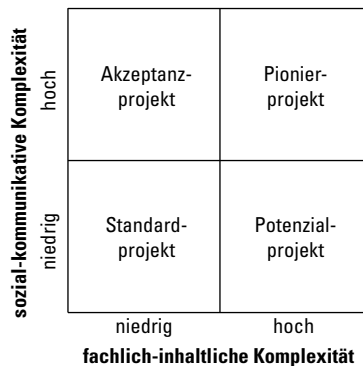 sozial-kommunikative Komplexität
hoch
niedrig
Akzeptanz-
projekt
Pionier-
projekt
Standard-
projekt
Potenzial-
projekt
niedrig
hoch
fachlich-inhaltliche Komplexität